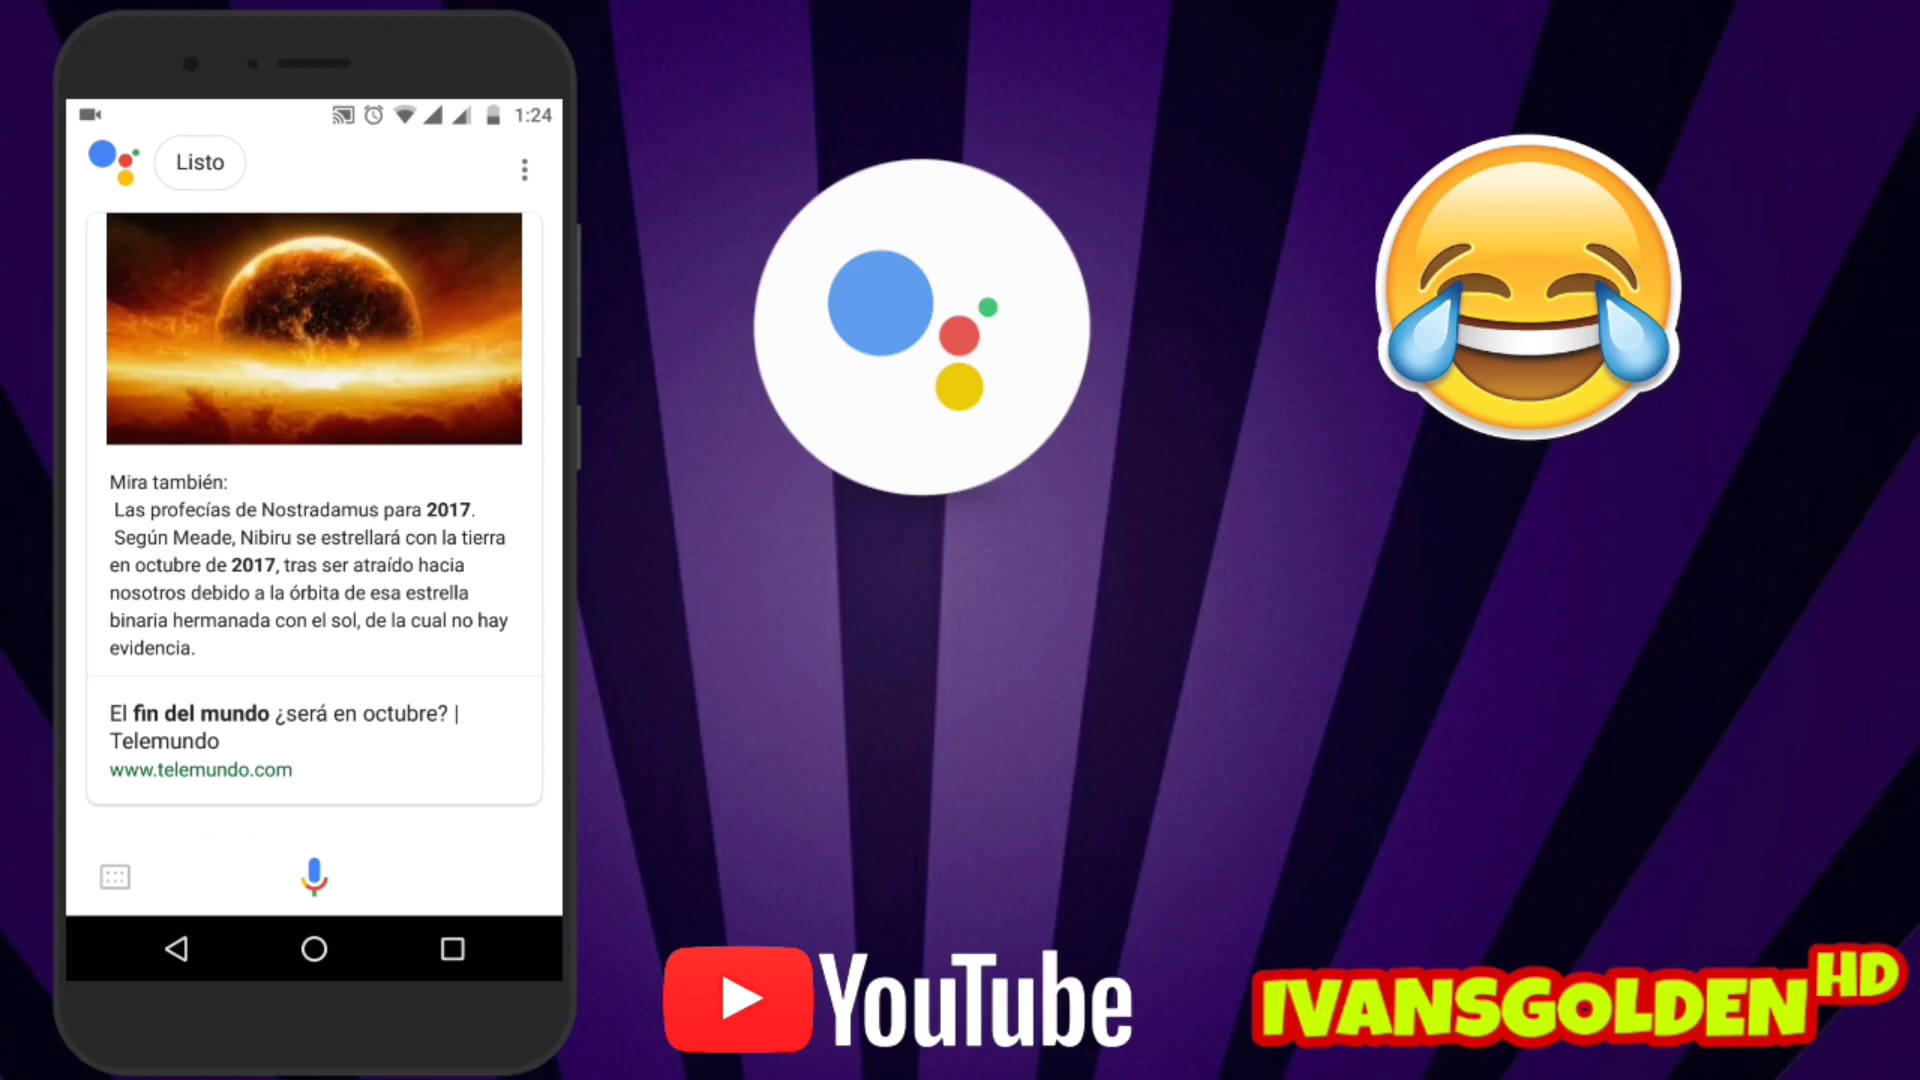 1:24
Listo
Mira también:
Las profecías de Nostradamus para 2017.
Según Meade, Nibiru se estrellará con la tierra
en octubre de 2017, tras ser atraído hacia
nosotros debido a la órbita de esa estrella
binaria hermanada con el sol, de la cual no hay
evidencia.
El fin del mundo ¿será en octubre? |
Telemundo
www.telemundo.com
YouTube
IVANSGOLDEN HD